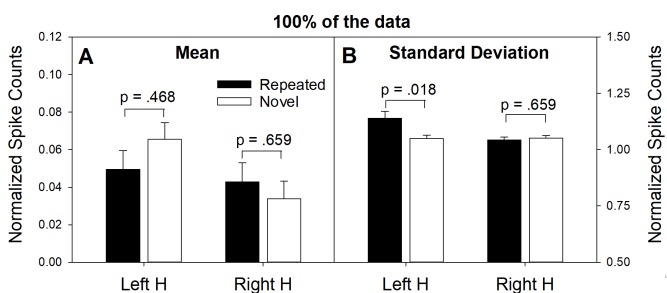 100% of the data
A
Mean
B
Standard Deviation
Repeated
Novel
p = .468
p = .659
p = .018
p = .659
Normalized Spike Counts
0.12
0.10
0.08
0.06
0.04
0.02
0.00
Left H
Right H
Left H
Right H
1.50
1.25
1.00
0.75
0.50
Normalized Spike Counts